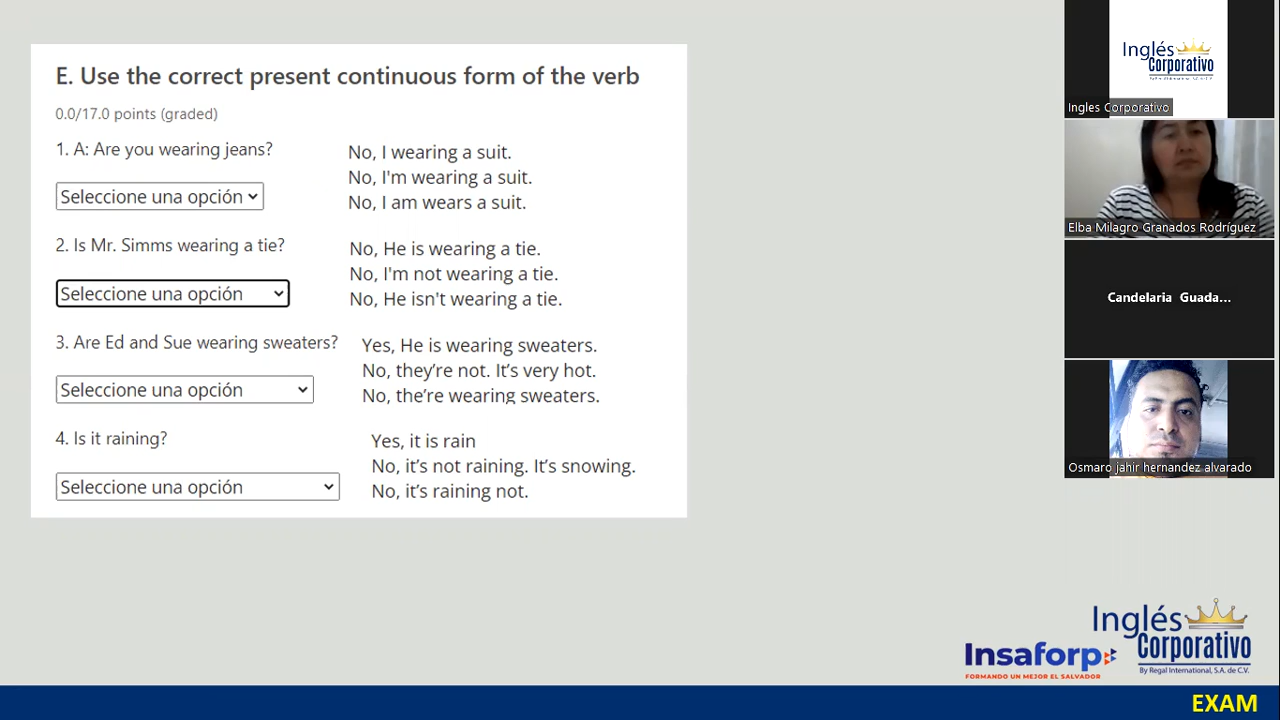 E. Use the correct present continuous form of the verb
0.0/17.0 points (graded)
1. A: Are you wearing jeans?
Seleccione una opción
No, I wearing a suit.
No, I'm wearing a suit.
No, I am wears a suit.
2. Is Mr. Simms wearing a tie?
Seleccione una opción
No, He is wearing a tie.
No, I'm not wearing a tie.
No, He isn't wearing a tie.
3. Are Ed and Sue wearing sweaters?
Seleccione una opción
Yes, He is wearing sweaters.
No, they’re not. It’s very hot.
No, the’re wearing sweaters.
4. Is it raining?
Seleccione una opción
Yes, it is rain
No, it’s not raining. It’s snowing.
No, it’s raining not.
Inglés
Corporativo
Ingles Corporativo
Elba Milagro Granados Rodríguez
Candelaria Guada...
Osmaro jahir hernandez alvarado
Insaforp
FORMANDO UN MEJOR EL SALVADOR
Inglés
Corporativo
By Regal International, S.A. de C.V.
EXAM